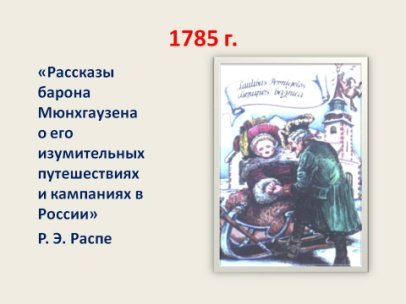 1785 г.
«Рассказы
барона
Мюнхгаузена
о его
изумительных
путешествиях
и кампаниях в
России»
Р. Э. Распе